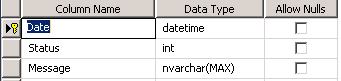 Column Name Data Type Allow Nulls
Date datetime
Status int
Message nvarchar(MAX)